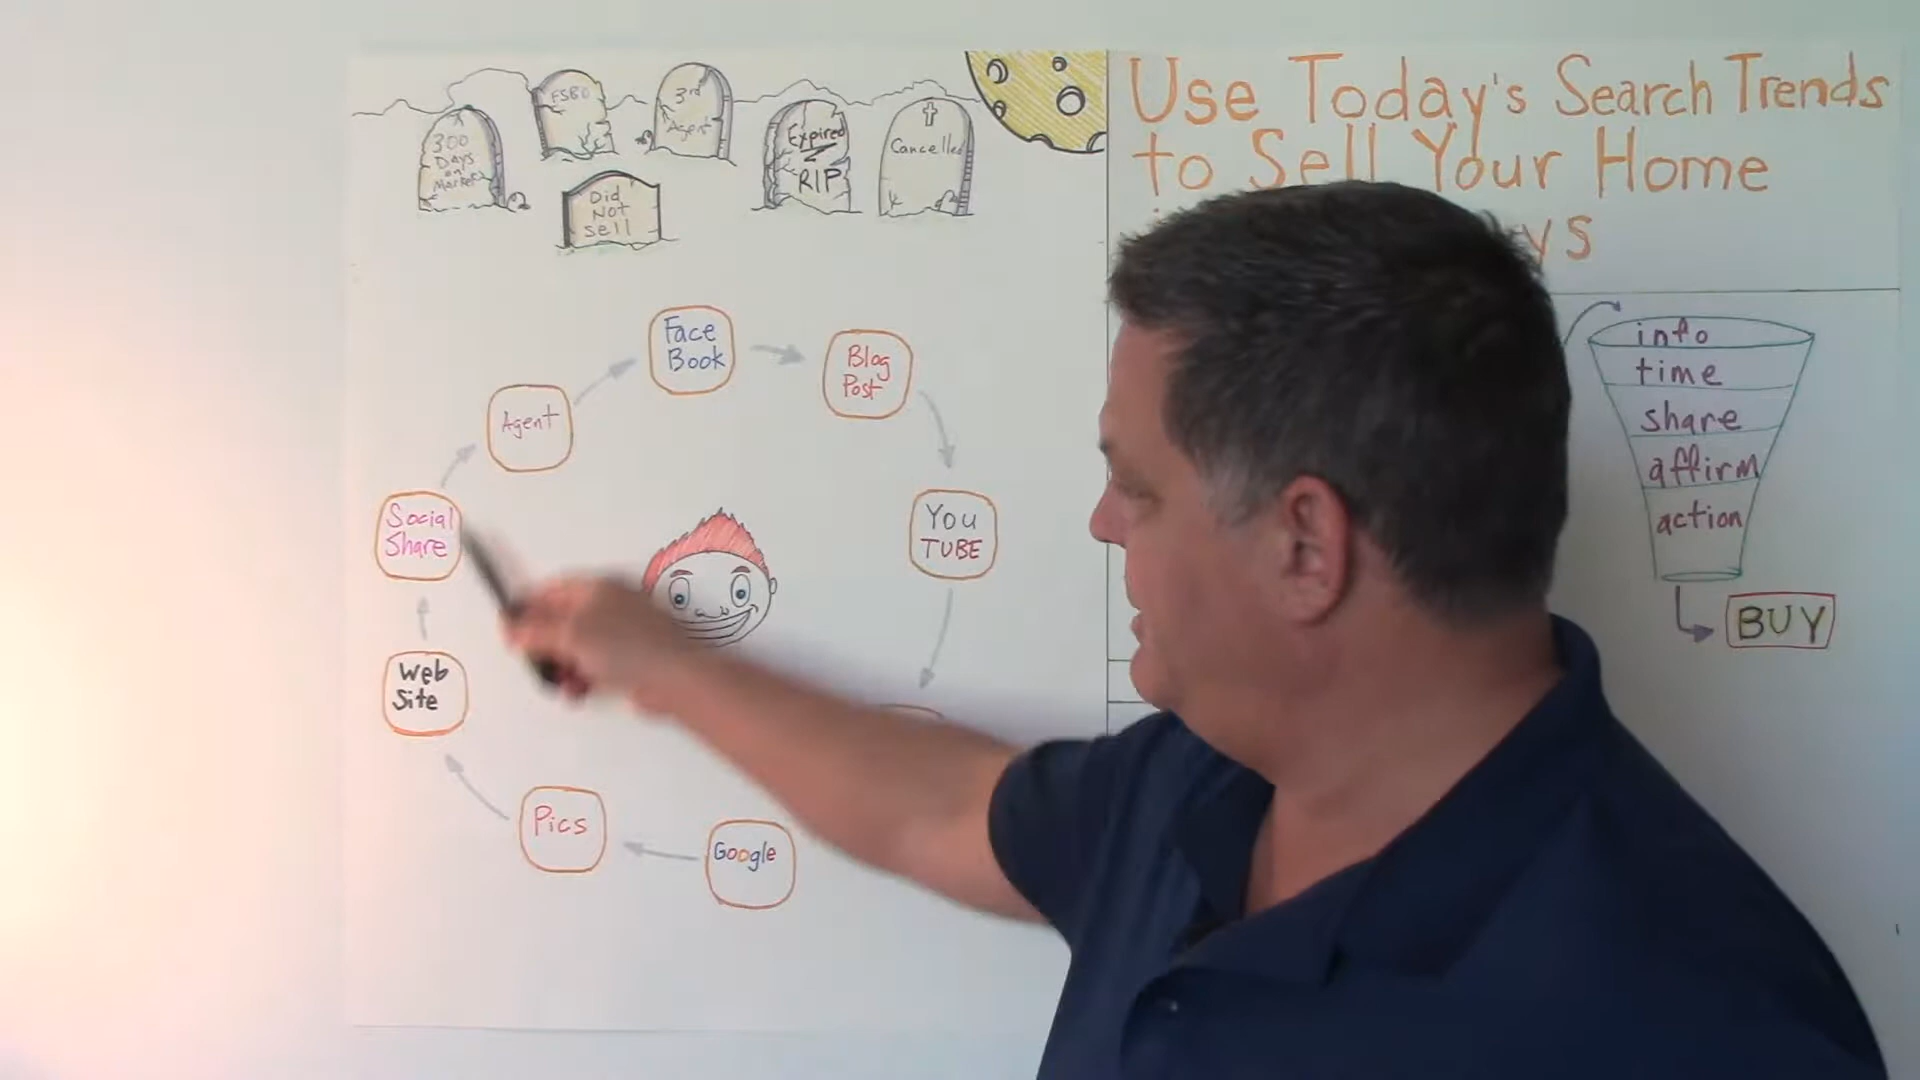 300
Days
on
Market
FSBO
3rd
Agent
Did
Not
Sell
Expired
RIP
Cancelled
Use Today's Search Trends
to Sell Your Home
Face
Book
Blog
Post
Agent
You
TUBE
Social
Share
Web
Site
Pics
Google
info
time
share
affirm
action
BUY